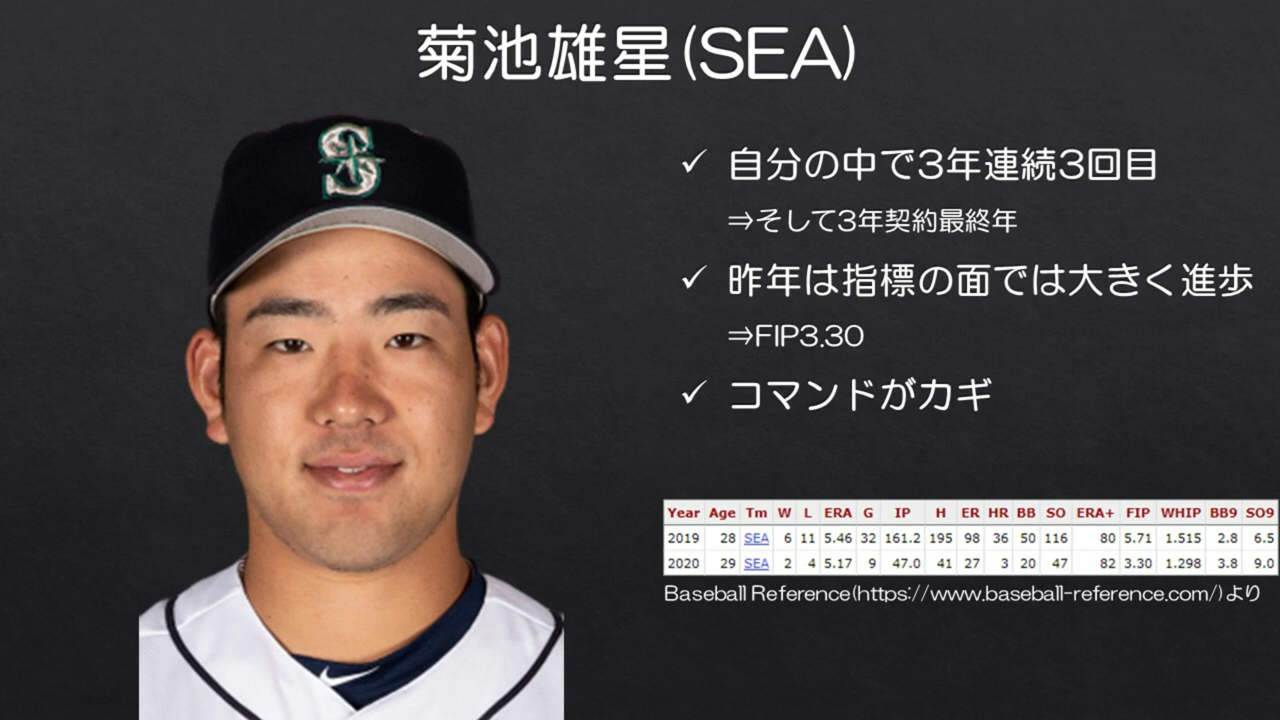 菊池雄星(SEA)
✓ 自分の中で3年連続3回目
⇒そして3年契約最終年
✓ 昨年は指標の面では大きく進歩
⇒FIP3.30
✓ コマンドがカギ
Year Age Tm W L ERA G IP H ER HR BB SO ERA+ FIP WHIP BB9 SO9
2019 28 SEA 6 11 5.46 32 161.2 195 98 36 50 116 80 5.71 1.515 2.8 6.5
2020 29 SEA 2 4 5.17 9 47.0 41 27 3 20 47 82 3.30 1.298 3.8 9.0
Baseball Reference(https://www.baseball-reference.com/)より